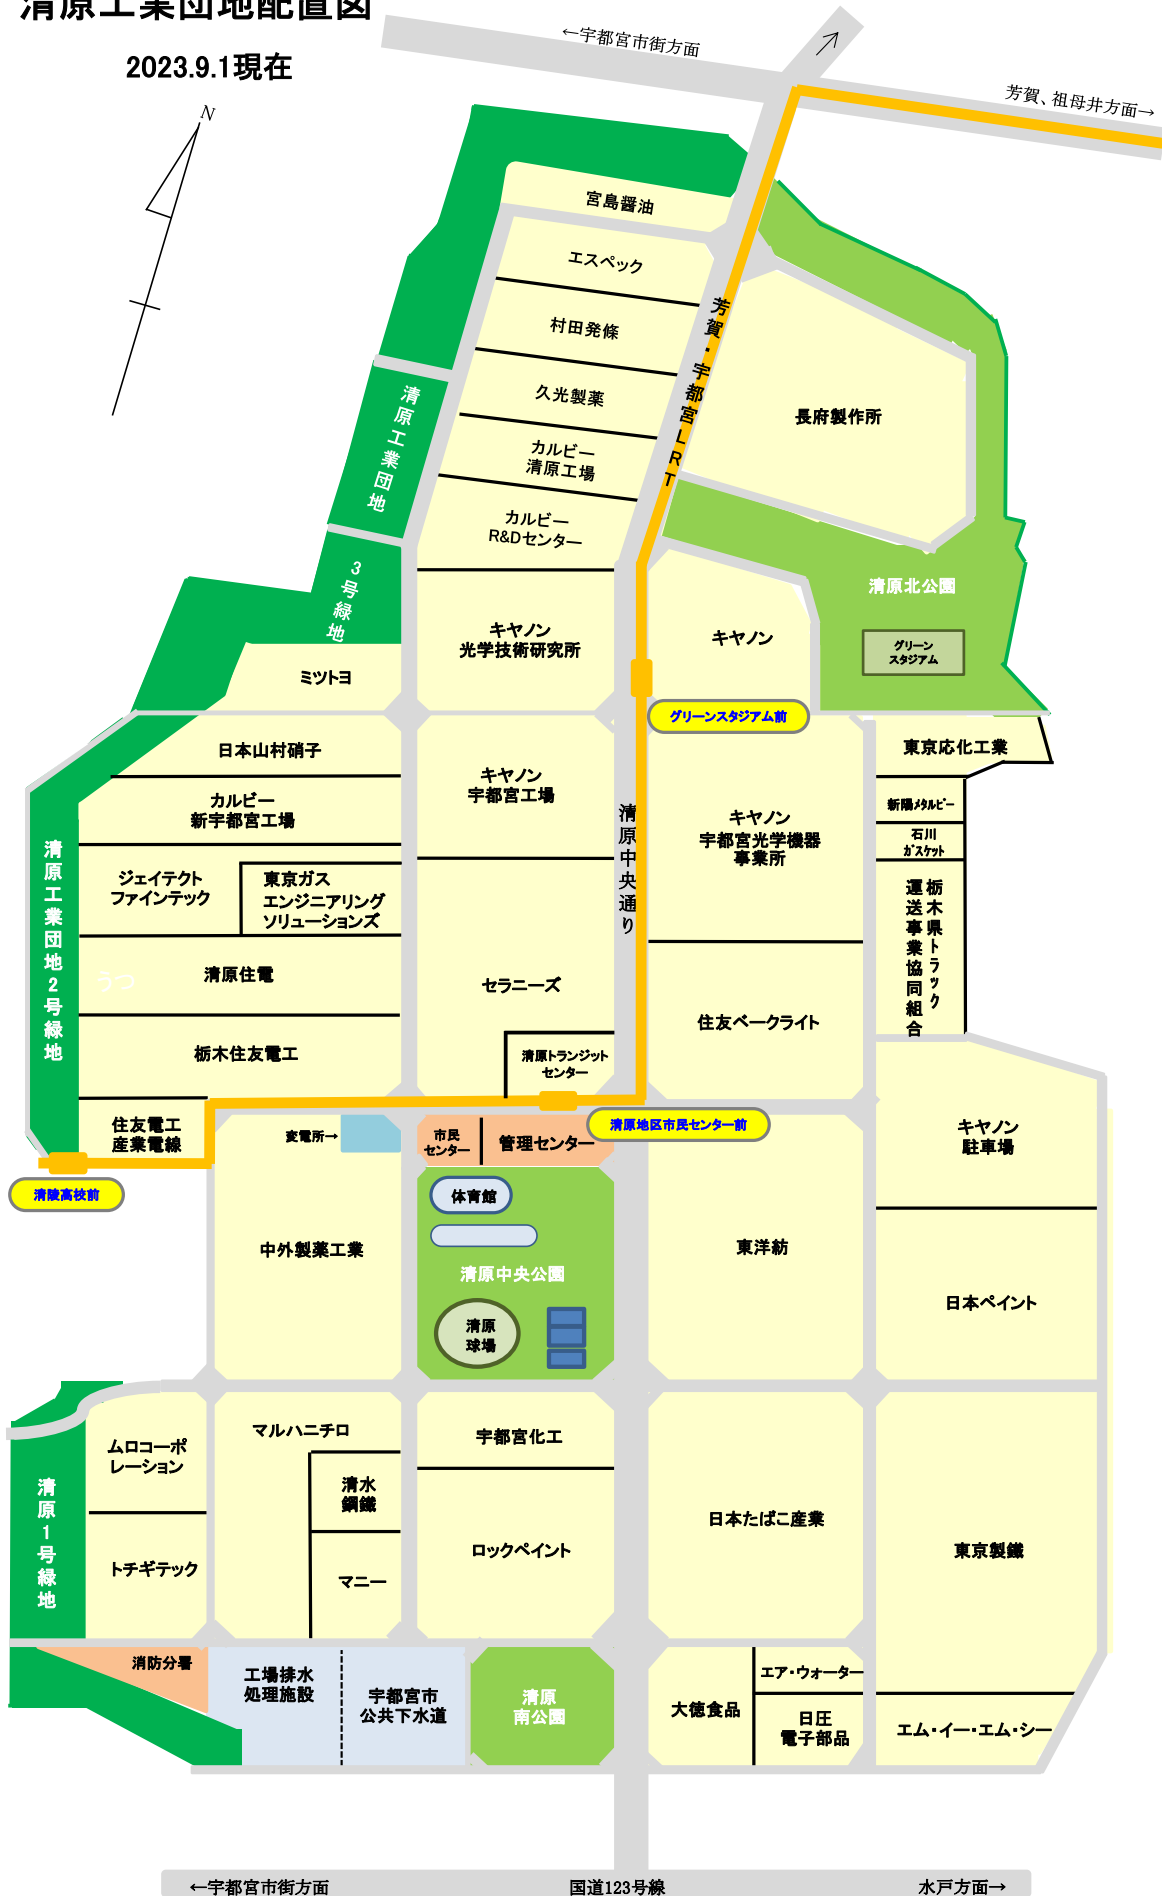 清原工業団地配置図
2023.9.1現在
N
←宇都宮市街方面
芳賀、祖母井方面→
宮島醤油
エスペック
村田発條
久光製薬
カルビー
清原工場
カルビー
R&Dセンター
芳賀・宇都宮LRT
長府製作所
清原工業団地
3号緑地
清原北公園
グリーン
スタジアム
キヤノン
光学技術研究所
キヤノン
ミツトヨ
グリーンスタジアム前
日本山村硝子
カルビー
新宇都宮工場
キヤノン
宇都宮工場
清原中央通り
キヤノン
宇都宮光学機器
事業所
東京応化工業
新陽メタルビー
石川
ガスケット
栃木県トラック
運送事業協同組合
清原工業団地2号緑地
ジェイテクト
ファインテック
東京ガス
エンジニアリング
ソリューションズ
うつ
清原住電
セラニーズ
住友ベークライト
栃木住友電工
清原トランジット
センター
住友電工
産業電線
変電所→
市民
センター
管理センター
清原地区市民センター前
キヤノン
駐車場
清陵高校前
体育館
中外製薬工業
清原中央公園
清原
球場
東洋紡
日本ペイント
ムロコーポ
レーション
マルハニチロ
清水
鋼鐵
宇都宮化工
清原1号緑地
トチギテック
マニー
ロックペイント
日本たばこ産業
東京製鐵
消防分署
工場排水
処理施設
宇都宮市
公共下水道
清原
南公園
大徳食品
エア・ウォーター
日圧
電子部品
エム・イー・エム・シー
←宇都宮市街方面
国道123号線
水戸方面→